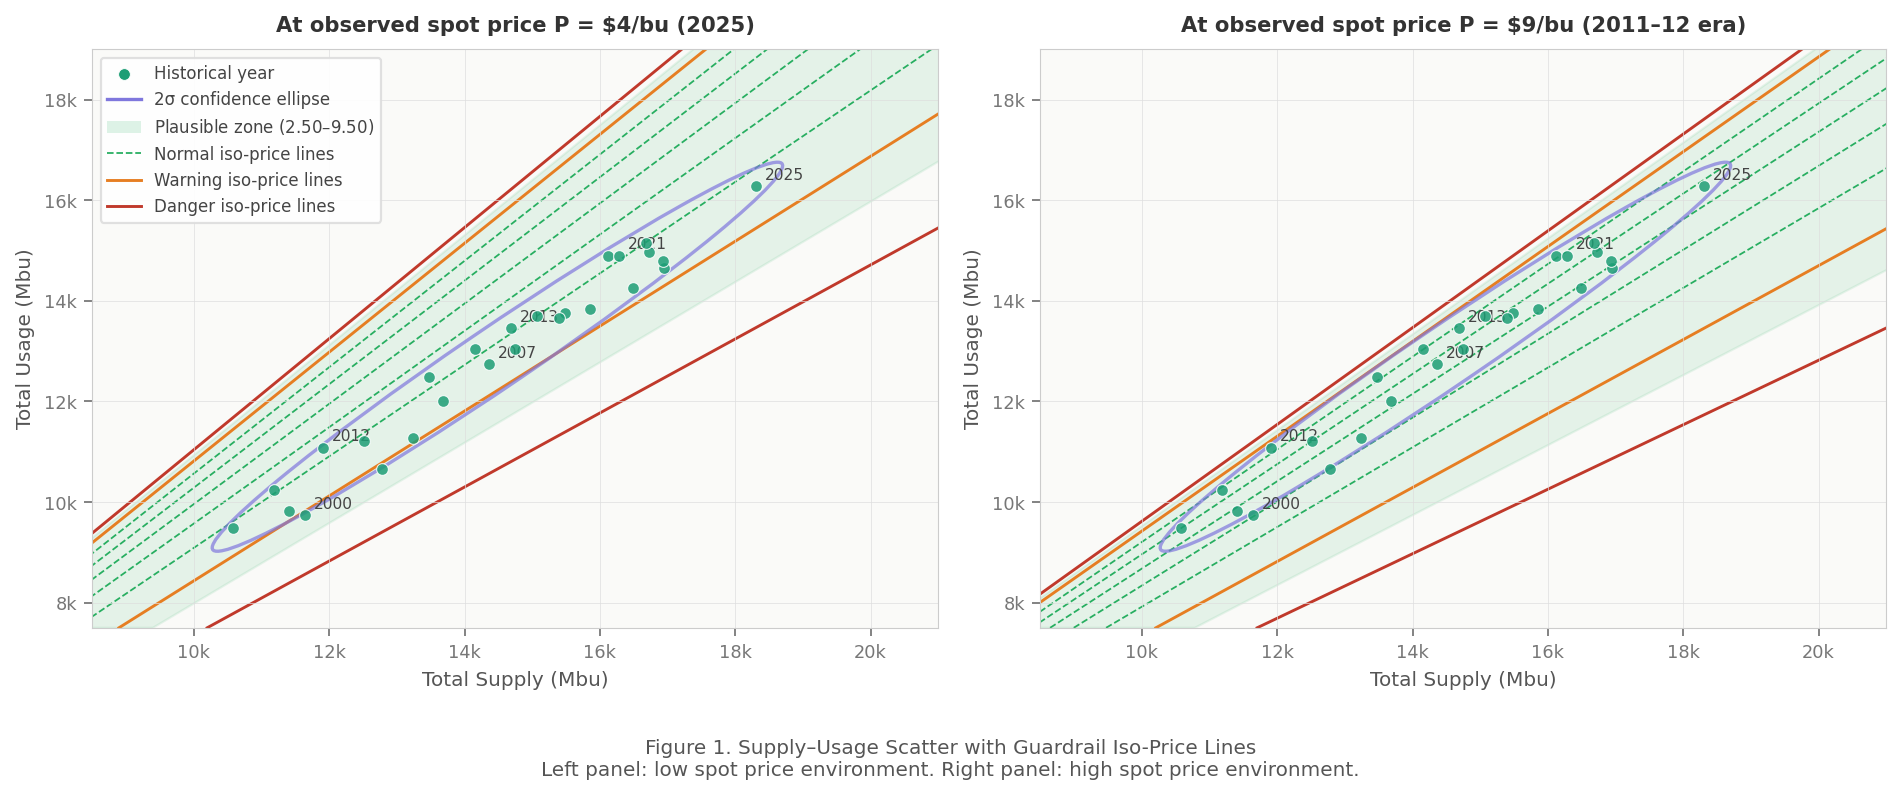 At observed spot price P = $4/bu (2025)
Historical year
2σ confidence ellipse
Plausible zone (2.50–9.50)
Normal iso-price lines
Warning iso-price lines
Danger iso-price lines
2025
2021
2013
2007
2012
2000
18k
16k
14k
12k
10k
8k
Total Usage (Mbu)
10k 12k 14k 16k 18k 20k
Total Supply (Mbu)
At observed spot price P = $9/bu (2011–12 era)
2025
2021
2013
2007
2012
2000
18k
16k
14k
12k
10k
8k
Total Usage (Mbu)
10k 12k 14k 16k 18k 20k
Total Supply (Mbu)
Figure 1. Supply–Usage Scatter with Guardrail Iso-Price Lines
Left panel: low spot price environment. Right panel: high spot price environment.